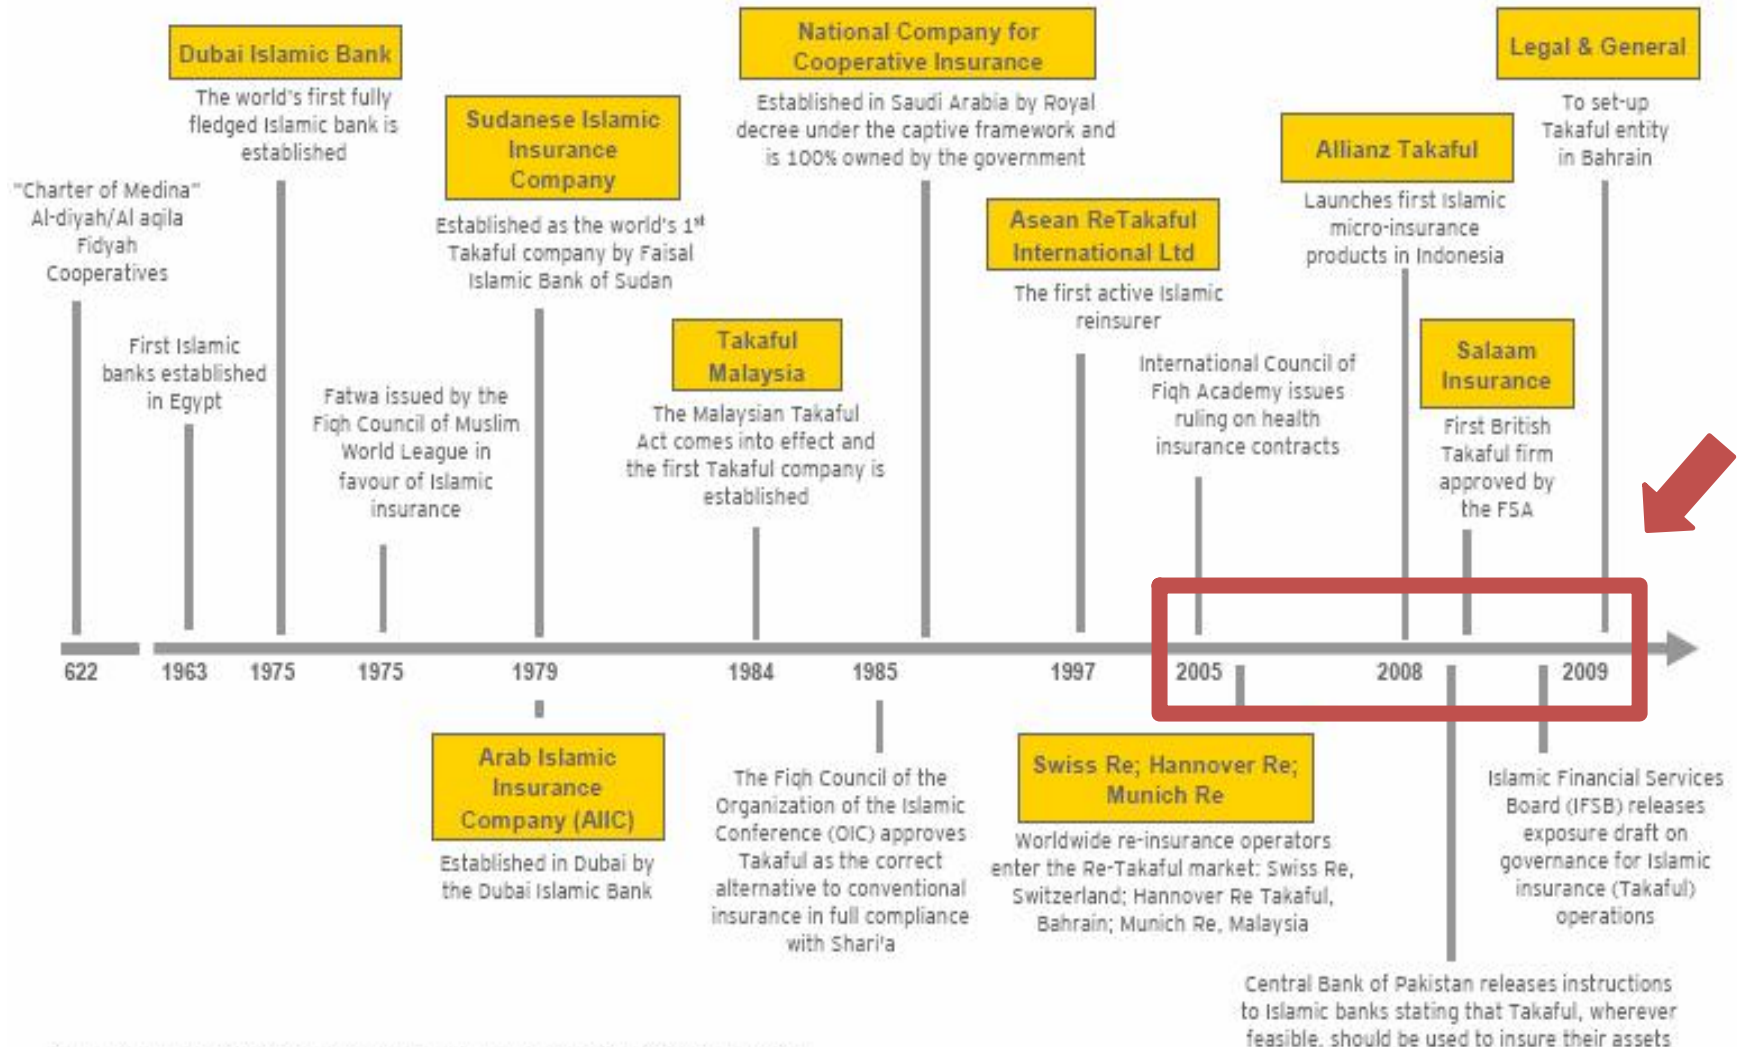 Dubai Islamic Bank
The world's first fully
fledged Islamic bank is
established
"Charter of Medina"
Al-diyah/Al aqila
Fidyah
Cooperatives
First Islamic
banks established
in Egypt
Fatwa issued by the
Fiqh Council of Muslim
World League in
favour of Islamic
insurance
Sudanese Islamic
Insurance
Company
Established as the world's 1st
Takaful company by Faisal
Islamic Bank of Sudan
National Company for
Cooperative Insurance
Established in Saudi Arabia by Royal
decree under the captive framework and
is 100% owned by the government
Takaful
Malaysia
The Malaysian Takaful
Act comes into effect and
the first Takaful company is
established
Asean ReTakaful
International Ltd
The first active Islamic
reinsurer
International Council of
Fiqh Academy issues
ruling on health
insurance contracts
Allianz Takaful
Launches first Islamic
micro-insurance
products in Indonesia
Legal & General
To set-up
Takaful entity
in Bahrain
Salaam
Insurance
First British
Takaful firm
approved by
the FSA
622 1963 1975 1975 1979 1984 1985 1997 2005 2008 2009
Arab Islamic
Insurance
Company (AIIC)
Established in Dubai by
the Dubai Islamic Bank
The Fiqh Council of the
Organization of the Islamic
Conference (OIC) approves
Takaful as the correct
alternative to conventional
insurance in full compliance
with Shari'a
Swiss Re; Hannover Re;
Munich Re
Worldwide re-insurance operators
enter the Re-Takaful market: Swiss Re,
Switzerland; Hannover Re Takaful,
Bahrain; Munich Re, Malaysia
Islamic Financial Services
Board (IFSB) releases
exposure draft on
governance for Islamic
insurance (Takaful)
operations
Central Bank of Pakistan releases instructions
to Islamic banks stating that Takaful, wherever
feasible, should be used to insure their assets